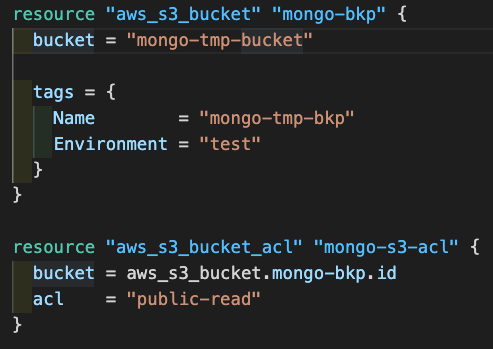 resource "aws_s3_bucket" "mongo-bkp" {
  bucket = "mongo-tmp-bucket"

  tags = {
    Name        = "mongo-tmp-bkp"
    Environment = "test"
  }
}

resource "aws_s3_bucket_acl" "mongo-s3-acl" {
  bucket = aws_s3_bucket.mongo-bkp.id
  acl    = "public-read"
}